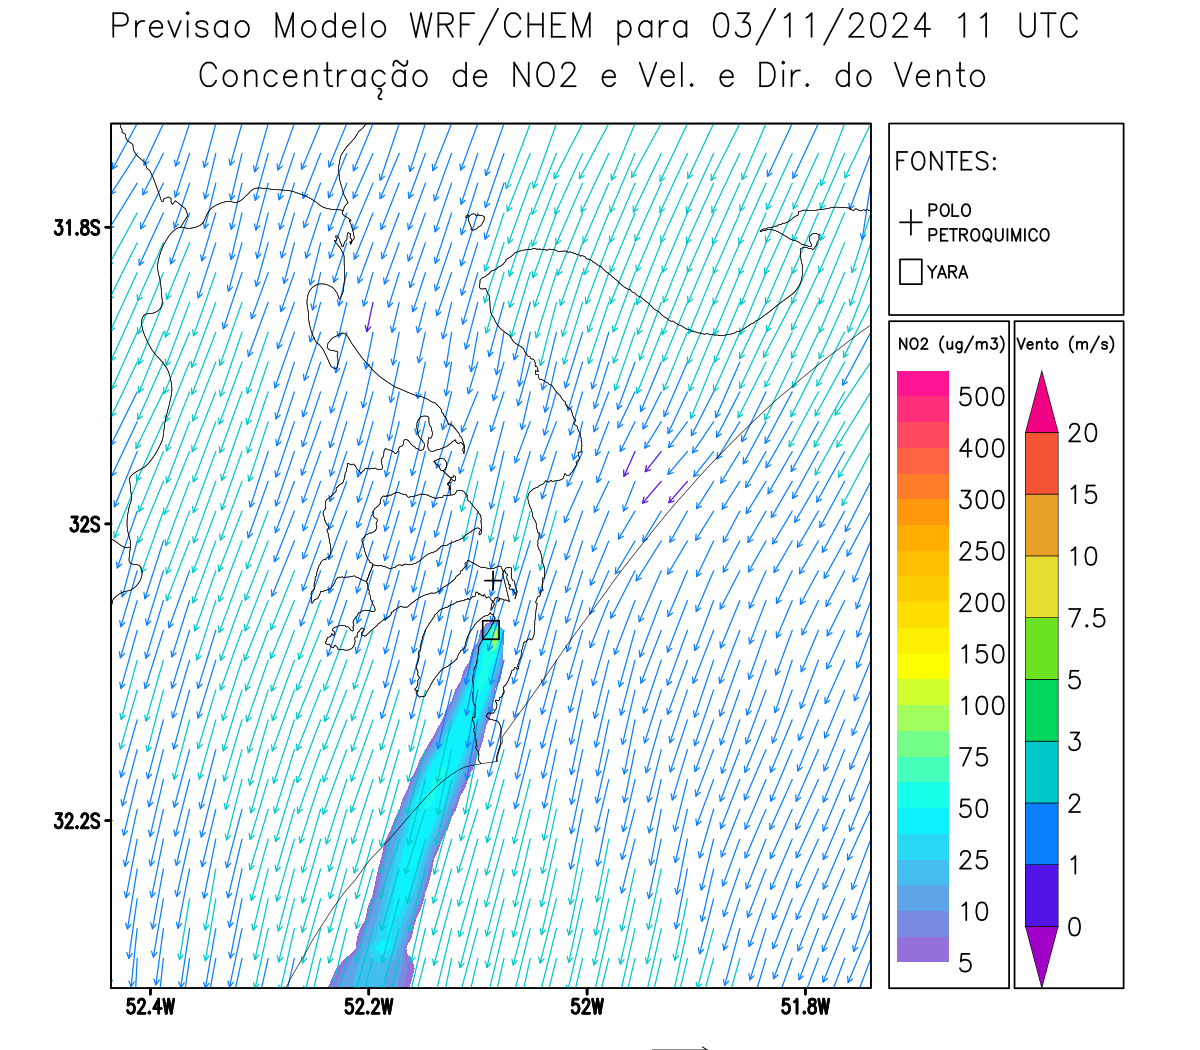 Previsao Modelo WRF/CHEM para 03/11/2024 11 UTC
Concentração de NO2 e Vel. e Dir. do Vento
FONTES:
POLO
PETROQUIMICO
YARA
NO2 (ug/m3)
500
400
300
250
200
150
100
75
50
25
10
5
Vento (m/s)
20
15
10
7.5
5
3
2
1
0
31.8S
32S
32.2S
52.4W
52.2W
52W
51.8W